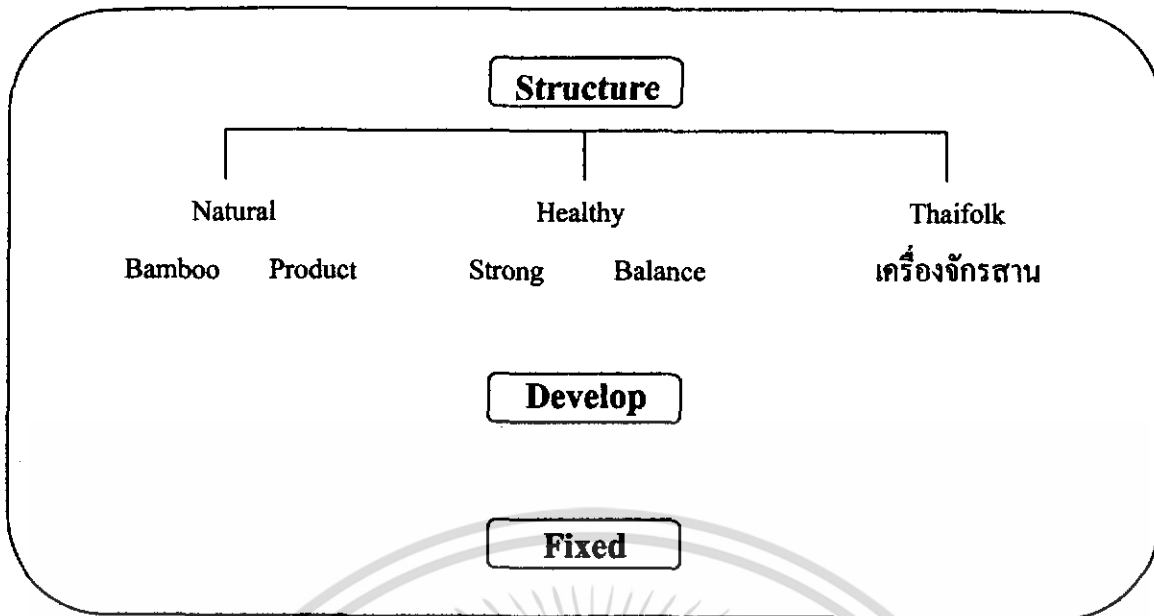 Structure
Natural Healthy Thaifolk
Bamboo Product Strong Balance เครื่องจักรสาน
Develop
Fixed